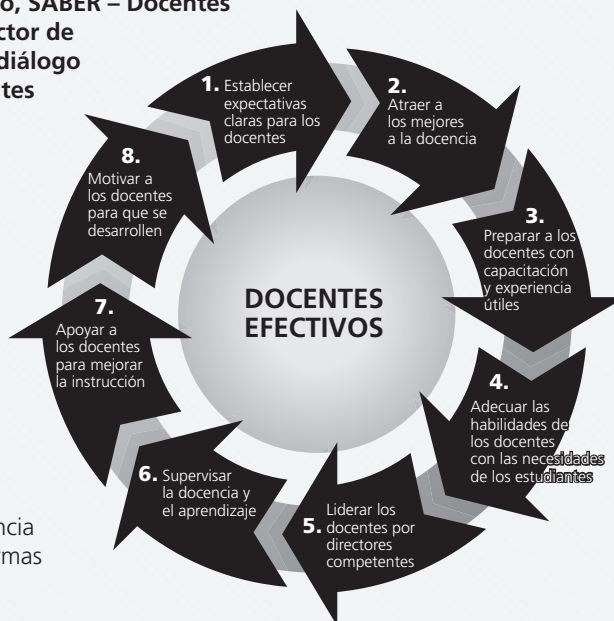 o, SABER – Docentes
ctor de
diálogo
tes
1. Establecer
expectativas
claras para los
docentes
2.
Atraer a
los mejores
a la docencia
3.
Preparar a los
docentes con
capacitación
y experiencia
útiles
4.
Adecuar las
habilidades de
los docentes
con las necesidades
de los estudiantes
5. Liderar los
docentes por
directores
competentes
6. Supervisar
la docencia y
el aprendizaje
7.
Apoyar a
los docentes
para mejorar
la instrucción
8.
Motivar a
los docentes
para que se
desarrollen
DOCENTES
EFECTIVOS
ncia
rmas